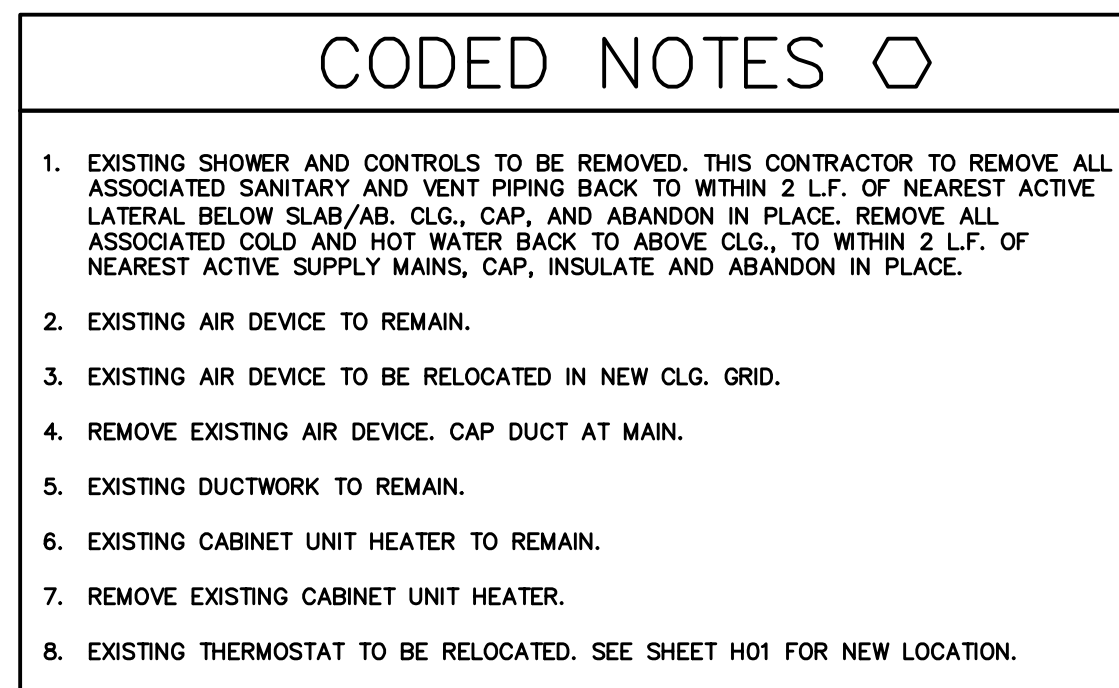 CODED NOTES
1. EXISTING SHOWER AND CONTROLS TO BE REMOVED. THIS CONTRACTOR TO REMOVE ALL
ASSOCIATED SANITARY AND VENT PIPING BACK TO WITHIN 2 L.F. OF NEAREST ACTIVE
LATERAL BELOW SLAB/AB. CLG., CAP, AND ABANDON IN PLACE. REMOVE ALL
ASSOCIATED COLD AND HOT WATER BACK TO ABOVE CLG., TO WITHIN 2 L.F. OF
NEAREST ACTIVE SUPPLY MAINS, CAP, INSULATE AND ABANDON IN PLACE.
2. EXISTING AIR DEVICE TO REMAIN.
3. EXISTING AIR DEVICE TO BE RELOCATED IN NEW CLG. GRID.
4. REMOVE EXISTING AIR DEVICE. CAP DUCT AT MAIN.
5. EXISTING DUCTWORK TO REMAIN.
6. EXISTING CABINET UNIT HEATER TO REMAIN.
7. REMOVE EXISTING CABINET UNIT HEATER.
8. EXISTING THERMOSTAT TO BE RELOCATED. SEE SHEET H01 FOR NEW LOCATION.